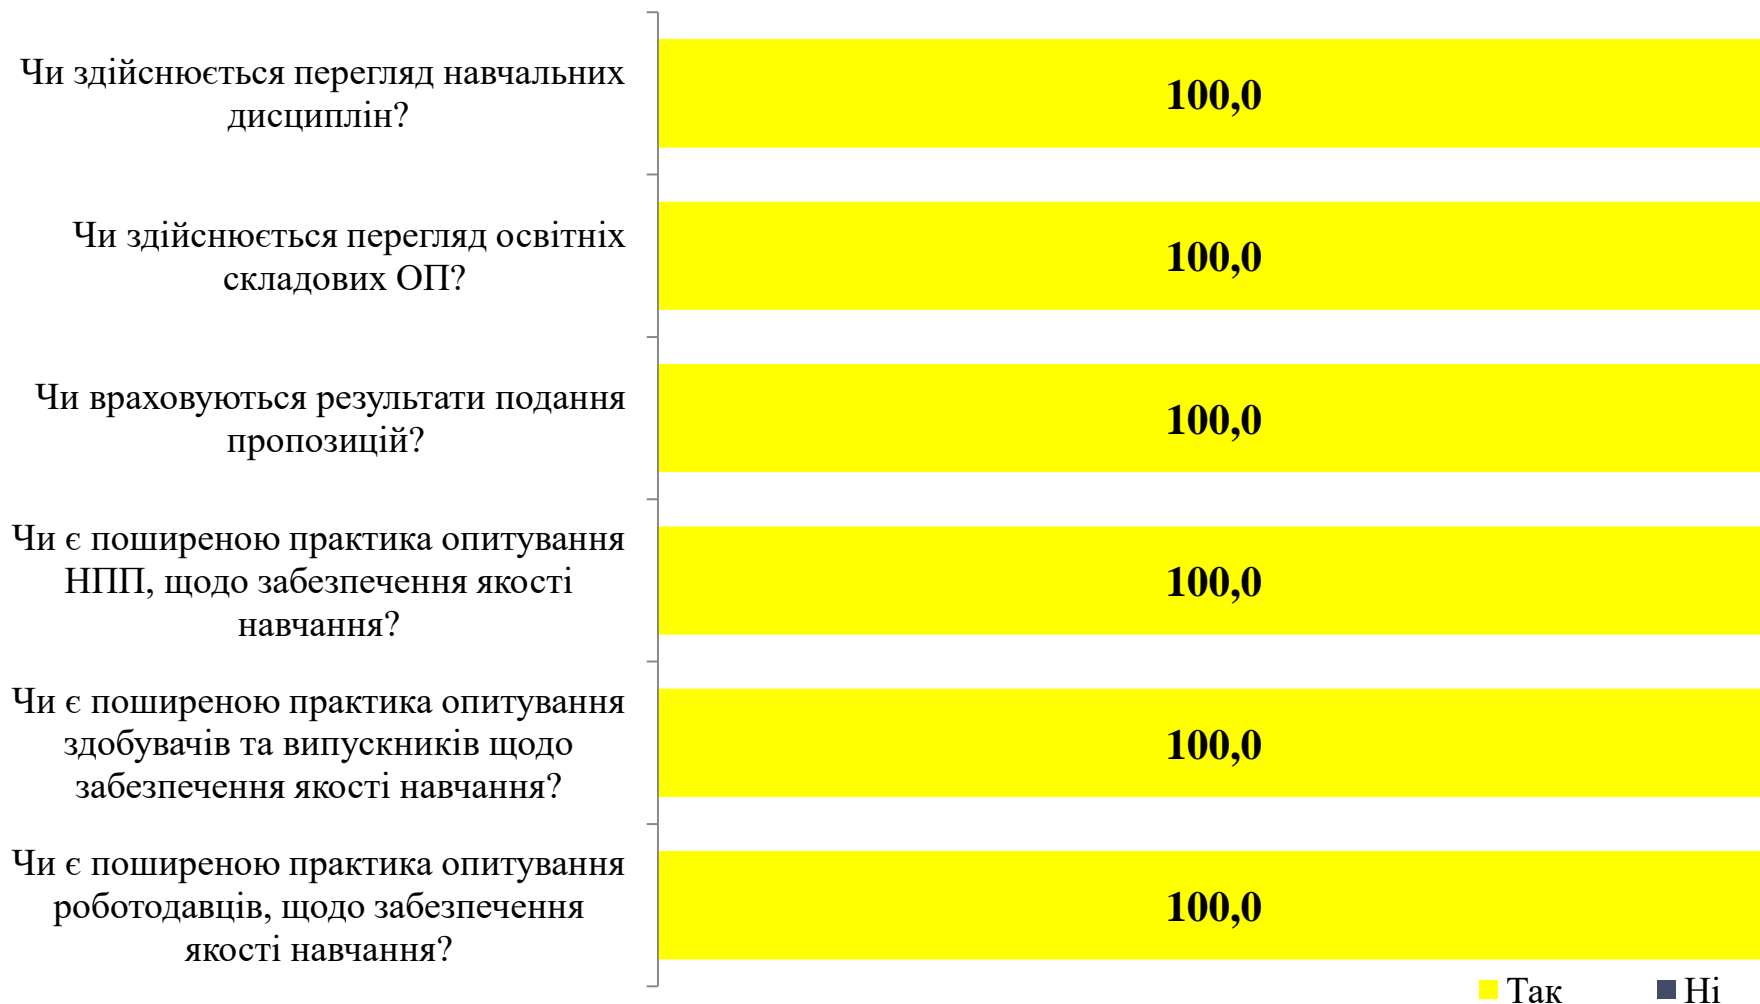 Чи здійснюється перегляд навчальних
дисциплін?
100,0
Чи здійснюється перегляд освітніх
складових ОП?
100,0
Чи враховуються результати подання
пропозицій?
100,0
Чи є поширеною практика опитування
НПП, щодо забезпечення якості
навчання?
100,0
Чи є поширеною практика опитування
здобувачів та випускників щодо
забезпечення якості навчання?
100,0
Чи є поширеною практика опитування
роботодавців, щодо забезпечення
якості навчання?
100,0
Так
Ні